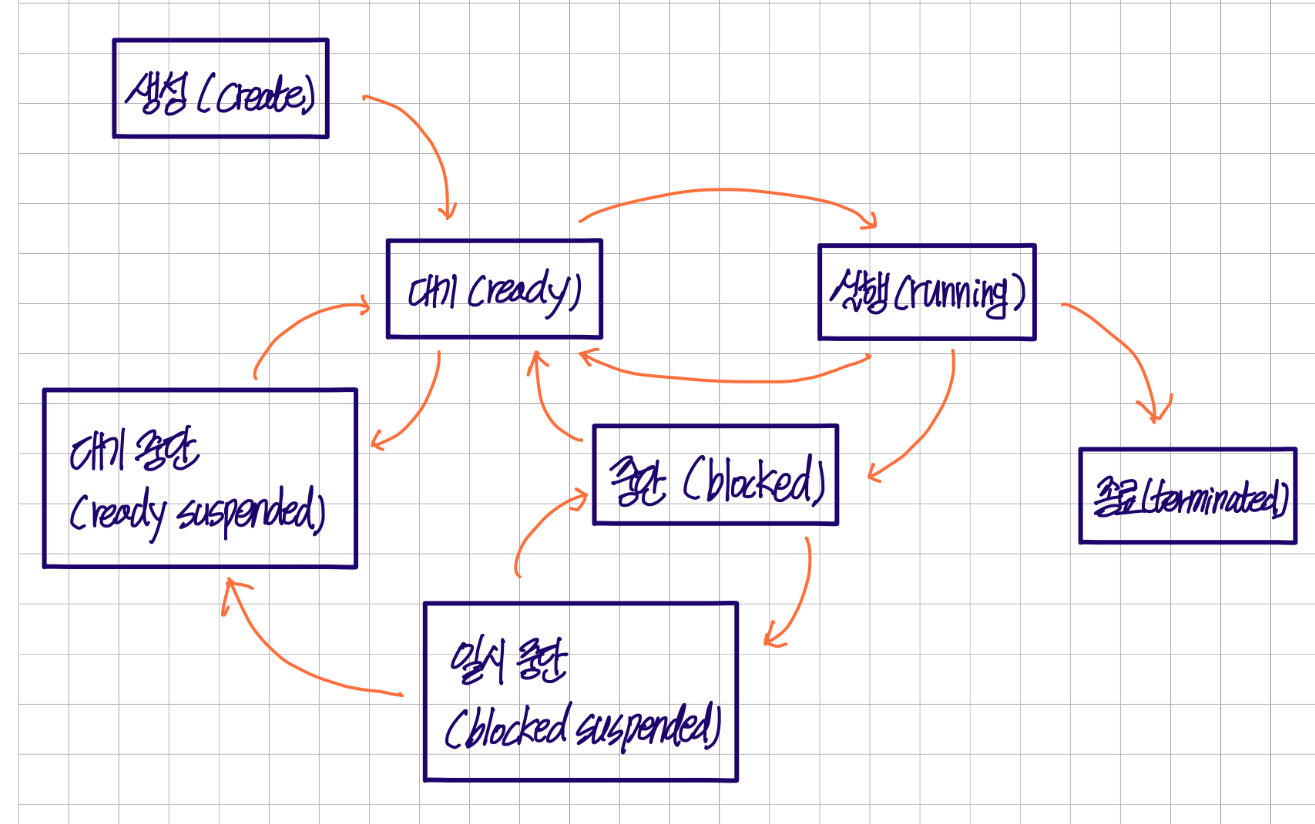 생성 (create)
대기 (ready)
실행(running)
대기 중단
(ready suspended)
중단 (blocked)
종료(terminated)
일시 중단
(blocked suspended)